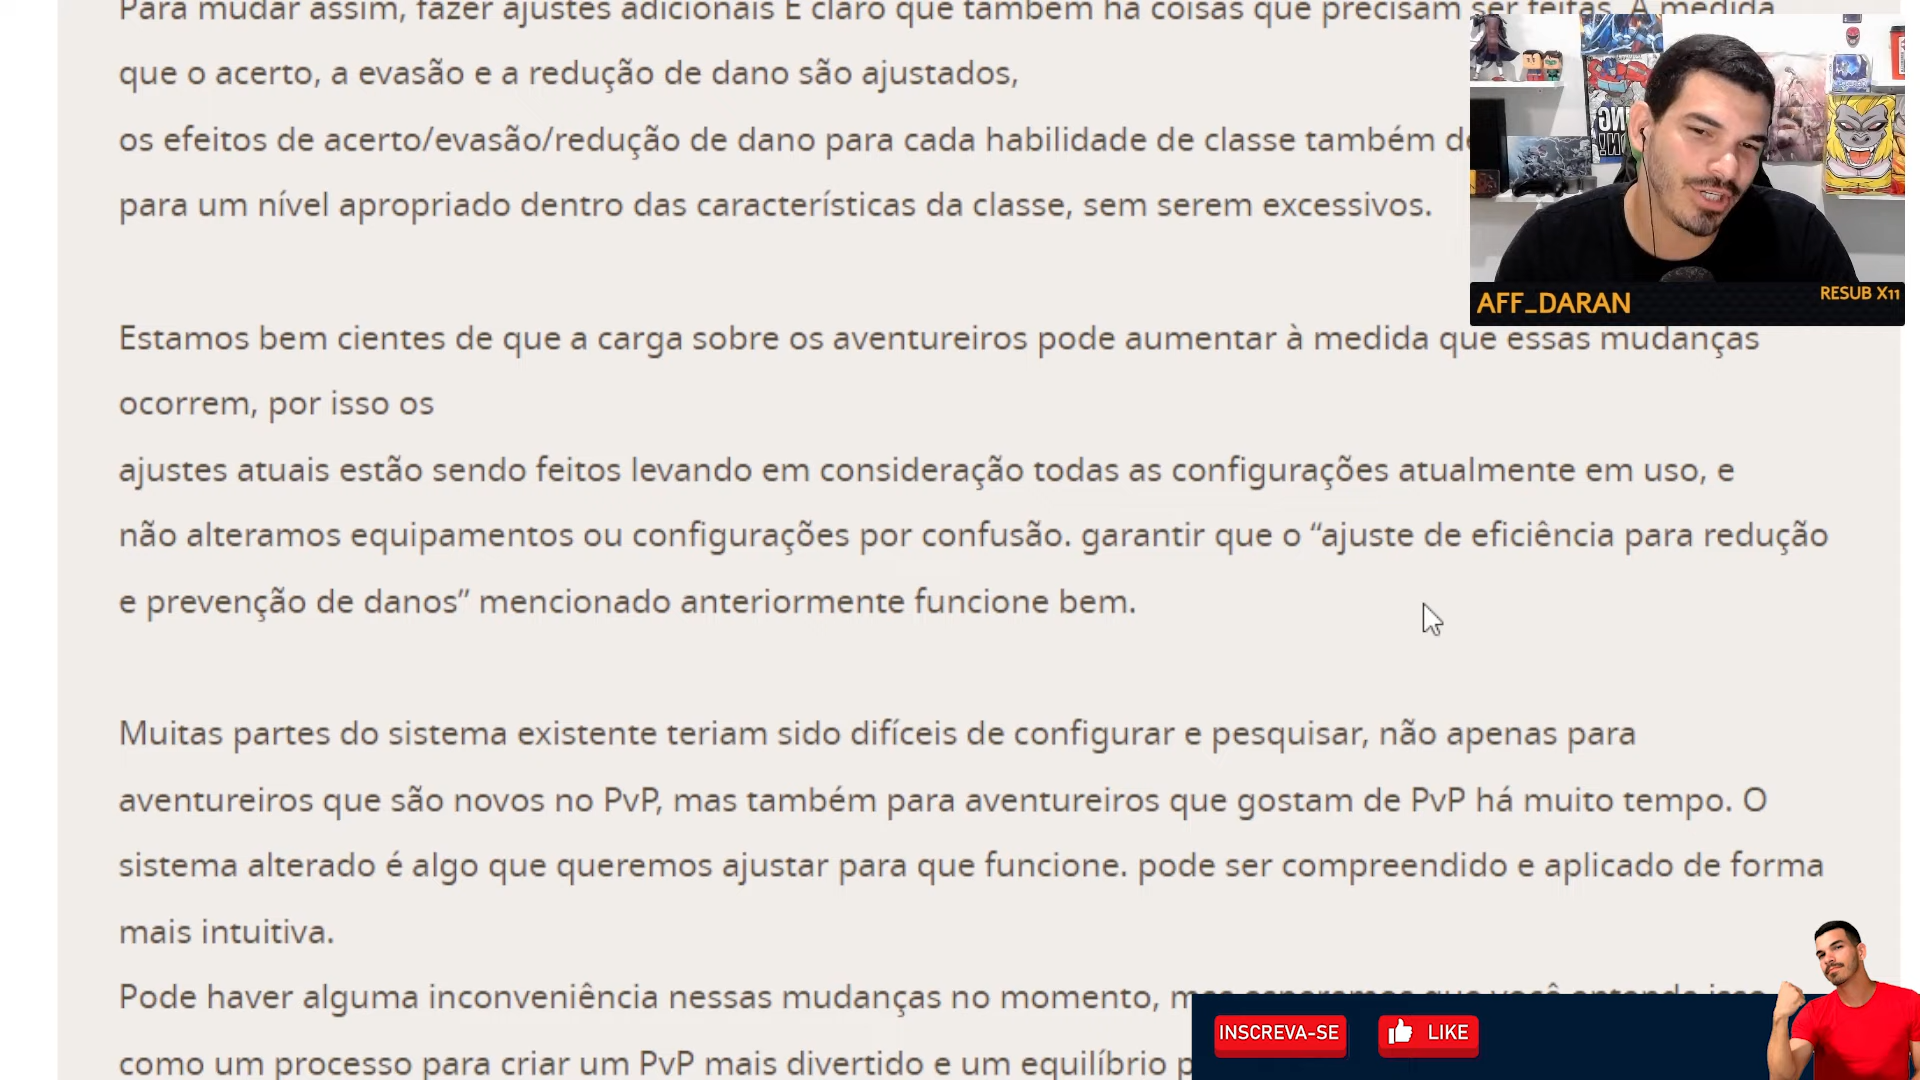 Para mudar assim, fazer ajustes adicionais É claro que também há coisas que precisam ser feitas. À medida
que o acerto, a evasão e a redução de dano são ajustados,
os efeitos de acerto/evasão/redução de dano para cada habilidade de classe também
para um nível apropriado dentro das características da classe, sem serem excessivos.
AFF_DARAN
RESUB X11
Estamos bem cientes de que a carga sobre os aventureiros pode aumentar à medida que essas mudanças
ocorrem, por isso os
ajustes atuais estão sendo feitos levando em consideração todas as configurações atualmente em uso, e
não alteramos equipamentos ou configurações por confusão. garantir que o “ajuste de eficiência para redução
e prevenção de danos” mencionado anteriormente funcione bem.
Muitas partes do sistema existente teriam sido difíceis de configurar e pesquisar, não apenas para
aventureiros que são novos no PvP, mas também para aventureiros que gostam de PvP há muito tempo. O
sistema alterado é algo que queremos ajustar para que funcione. pode ser compreendido e aplicado de forma
mais intuitiva.
Pode haver alguma inconveniência nessas mudanças no momento,
como um processo para criar um PvP mais divertido e um equilíbrio
INSCREVA-SE
LIKE